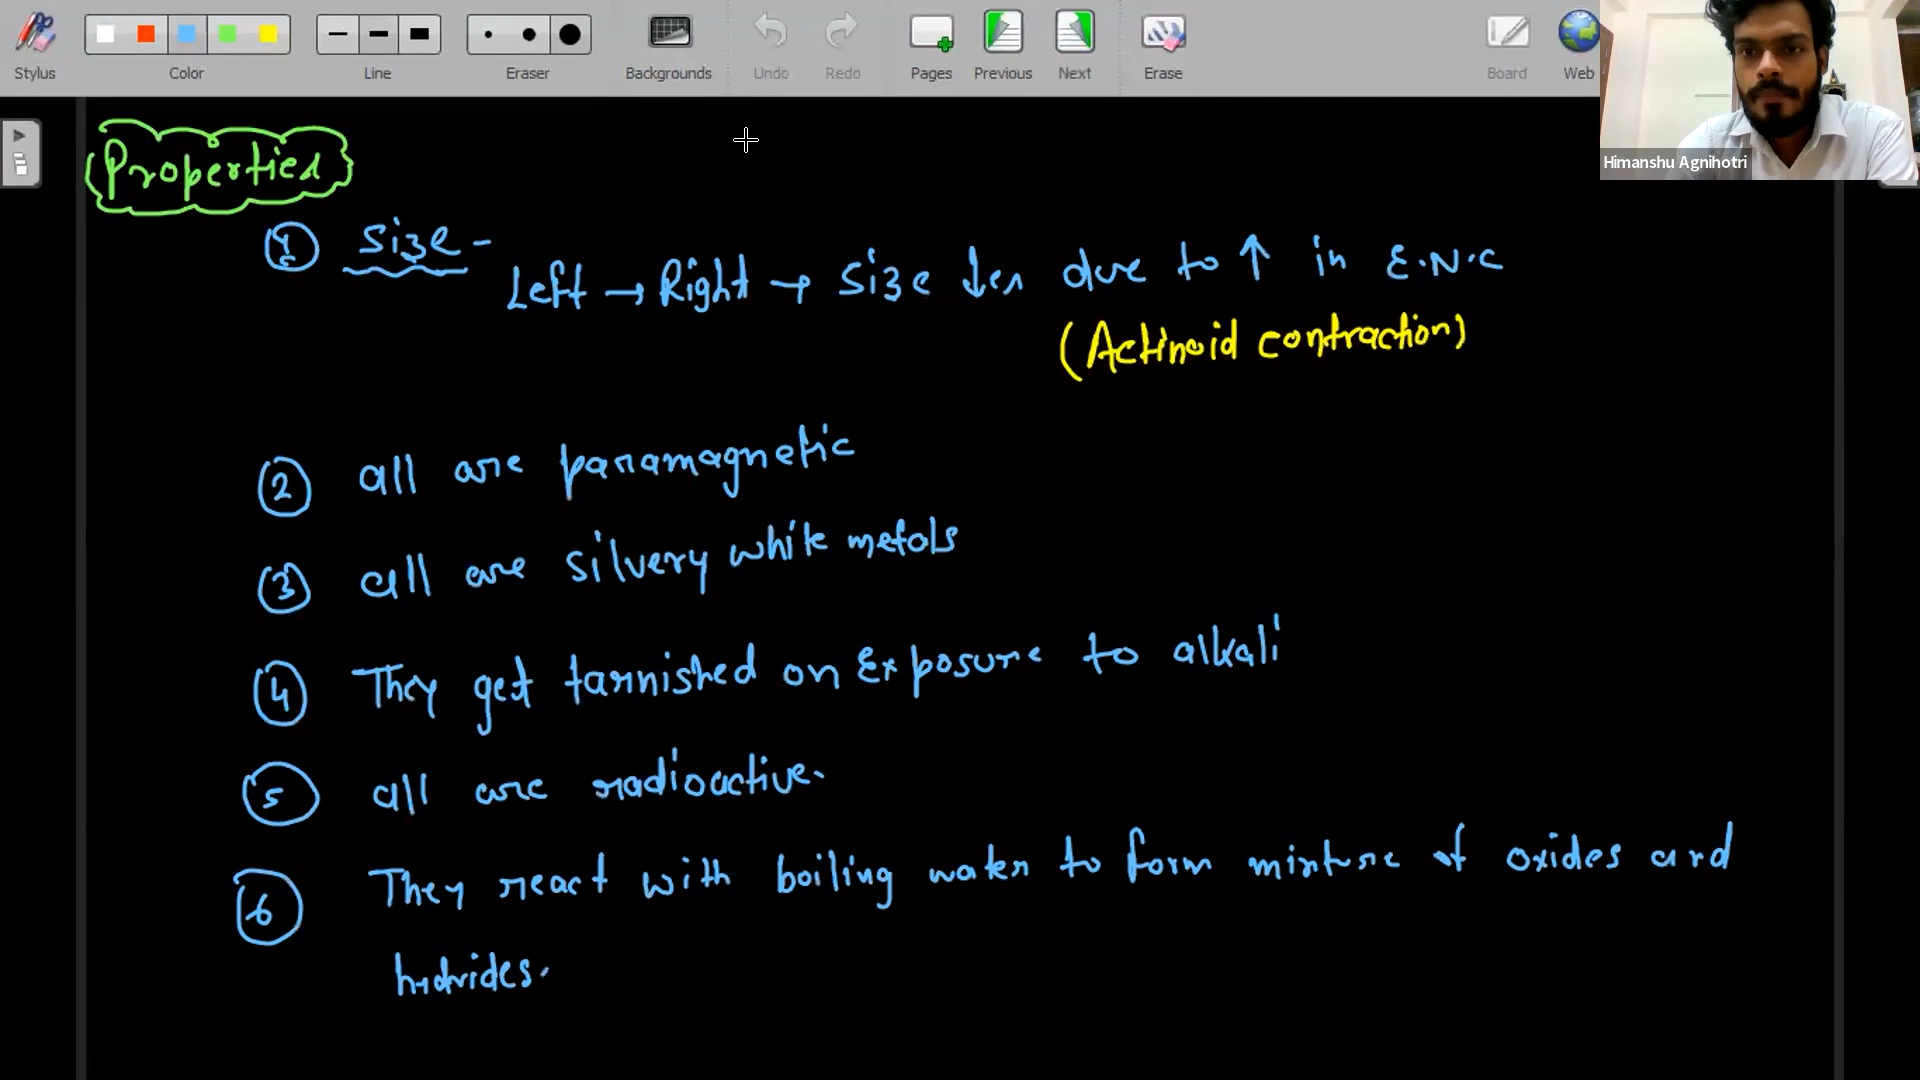 Stylus Color Line Eraser Backgrounds Undo Redo Pages Previous Next Erase Board Web
Himanshu Agnihotri
Properties
1 Size -
Left → Right → Size ↓es due to ↑ in E.N.C
(Actinoid contraction)
2 all are paramagnetic
3 all are silvery white metals
4 They get tarnished on Exposure to alkali
5 all are radioactive.
6 They react with boiling water to form mixture of oxides and
hydrides.